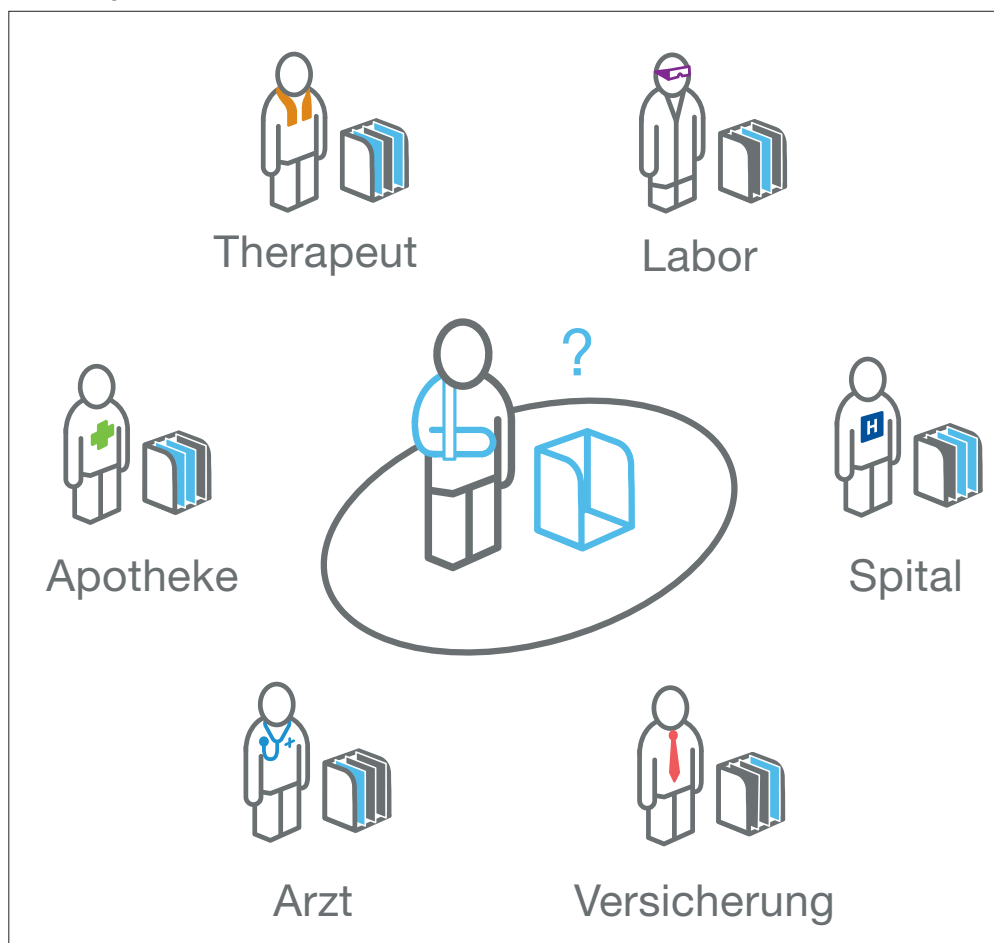 Therapeut
Labor
?
Apotheke
H
Spital
Arzt
Versicherung